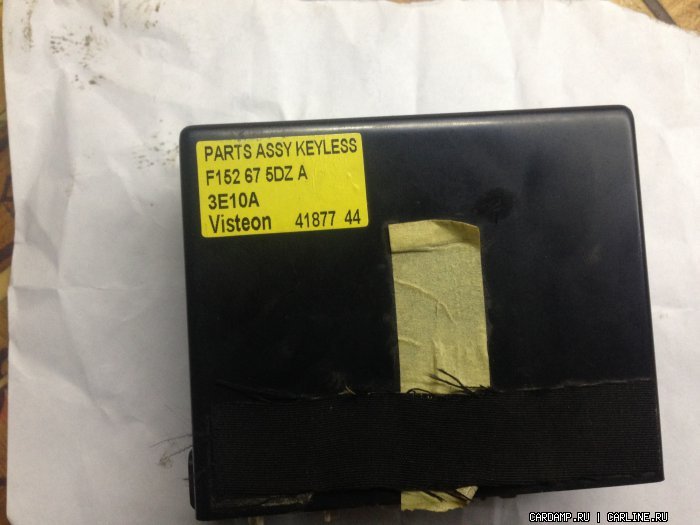 PARTS ASSY KEYLESS
F152 67 5DZ A
3E10A
Visteon 41877 44
CARDAMP.RU | CARLINE.RU